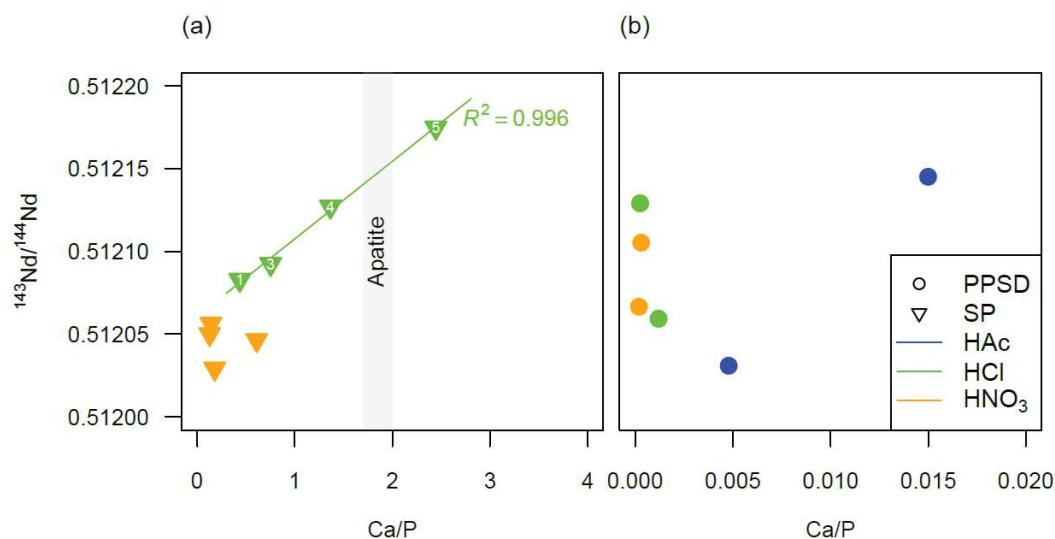 (a)
(b)
0.51220
0.51215
0.51210
0.51205
0.51200
¹⁴³Nd/¹⁴⁴Nd
R² = 0.996
5
4
3
1
Apatite
0 1 2 3 4
Ca/P
PPSD
SP
HAc
HCl
HNO₃
0.000 0.005 0.010 0.015 0.020
Ca/P